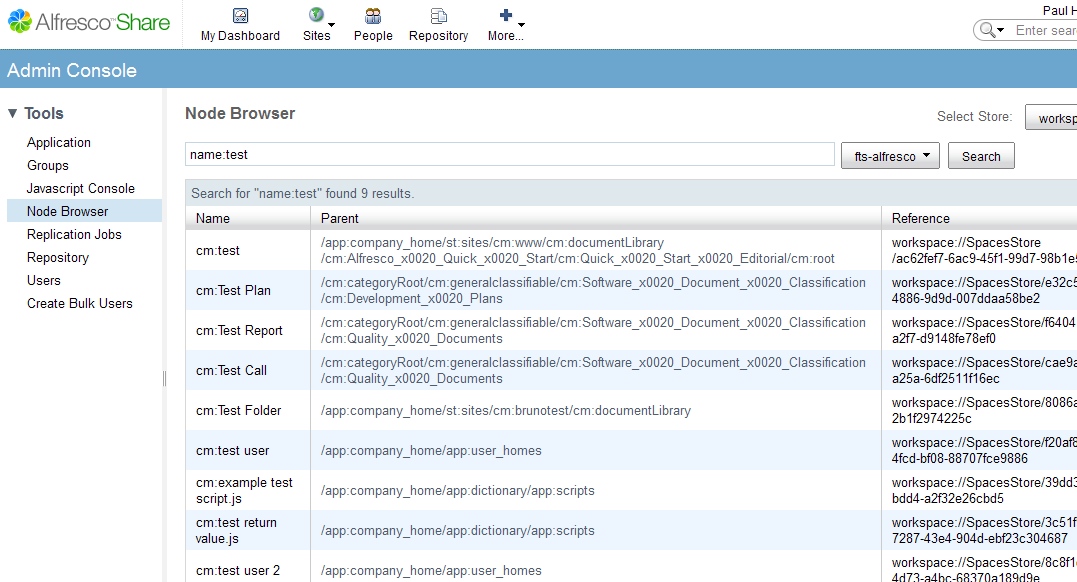 Alfresco Share
My Dashboard
Sites
People
Repository
More...
Paul H
Enter sear
Admin Console
Tools
Application
Groups
Javascript Console
Node Browser
Replication Jobs
Repository
Users
Create Bulk Users
Node Browser
Select Store:
worksp
name:test
fts-alfresco
Search
Search for "name:test" found 9 results.
Name
Parent
Reference
cm:test
/app:company_home/st:sites/cm:www/cm:documentLibrary
/cm:Alfresco_x0020_Quick_x0020_Start/cm:Quick_x0020_Start_x0020_Editorial/cm:root
workspace://SpacesStore
/ac62fef7-6ac9-45f1-99d7-98b1e5
cm:Test Plan
/cm:categoryRoot/cm:generalclassifiable/cm:Software_x0020_Document_x0020_Classification
/cm:Development_x0020_Plans
workspace://SpacesStore/e32c5
4886-9d9d-007ddaa58be2
cm:Test Report
/cm:categoryRoot/cm:generalclassifiable/cm:Software_x0020_Document_x0020_Classification
/cm:Quality_x0020_Documents
workspace://SpacesStore/f6404
a2f7-d9148fe78ef0
cm:Test Call
/cm:categoryRoot/cm:generalclassifiable/cm:Software_x0020_Document_x0020_Classification
/cm:Quality_x0020_Documents
workspace://SpacesStore/cae9a
a25a-6df2511f16ec
cm:Test Folder
/app:company_home/st:sites/cm:brunotest/cm:documentLibrary
workspace://SpacesStore/8086a
2b1f2974225c
cm:test user
/app:company_home/app:user_homes
workspace://SpacesStore/f20af8
4fcd-bf08-88707fce9886
cm:example test
script.js
/app:company_home/app:dictionary/app:scripts
workspace://SpacesStore/39dd3
bdd4-a2f32e26cbd5
cm:test return
value.js
/app:company_home/app:dictionary/app:scripts
workspace://SpacesStore/3c51f
7287-43e4-904d-ebf23c304687
cm:test user 2
/app:company_home/app:user_homes
workspace://SpacesStore/8c8f1
4d73-a4bc-68370a189d9e